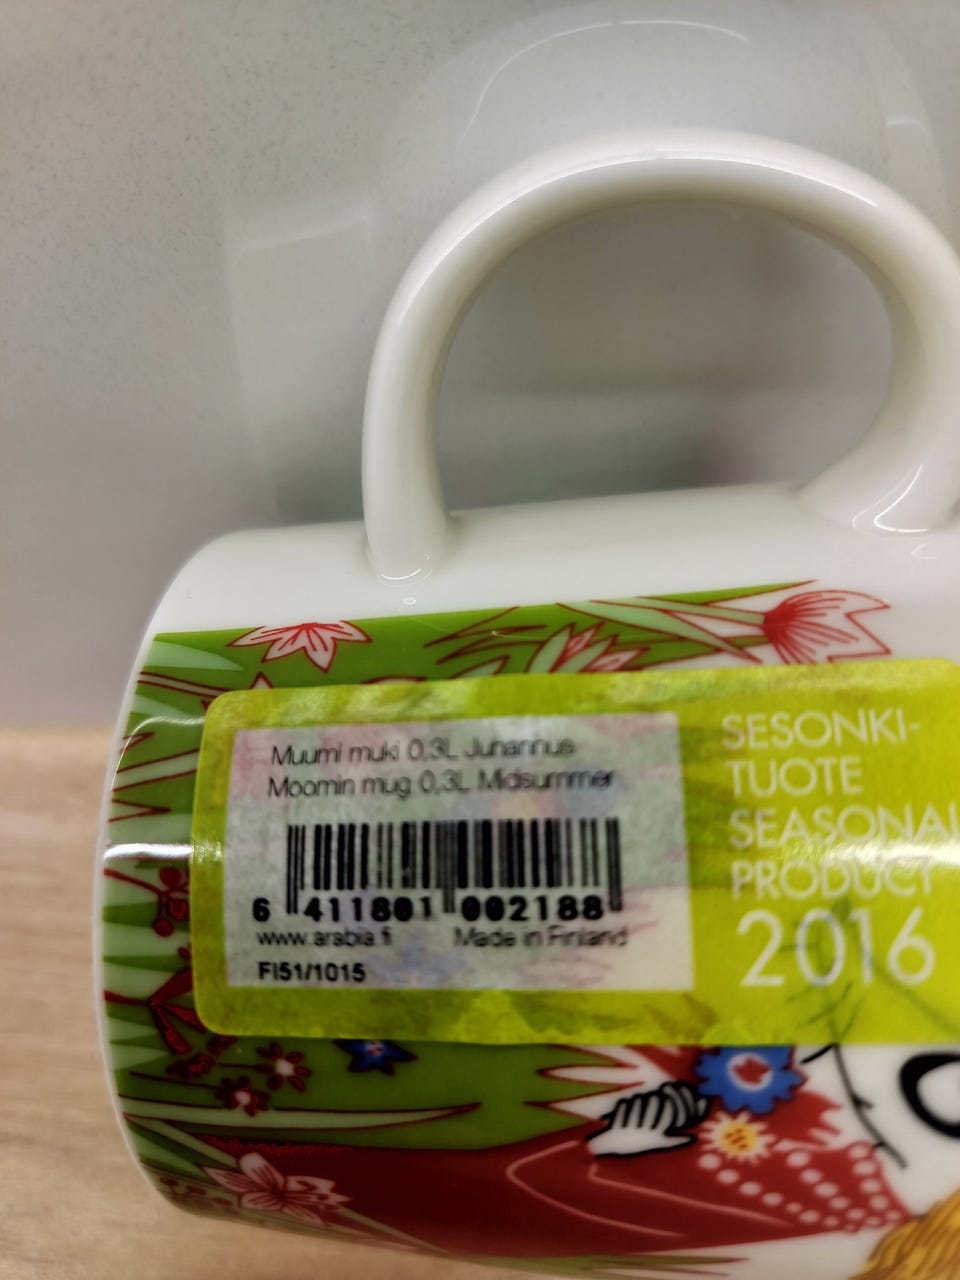 Muumi muki 0,3L Juhannus
Moomin mug 0,3L Midsummer
6 411801 002188
www.arabia.fi Made in Finland
FI51/1015
SESONKI-
TUOTE
SEASONAL
PRODUCT
2016